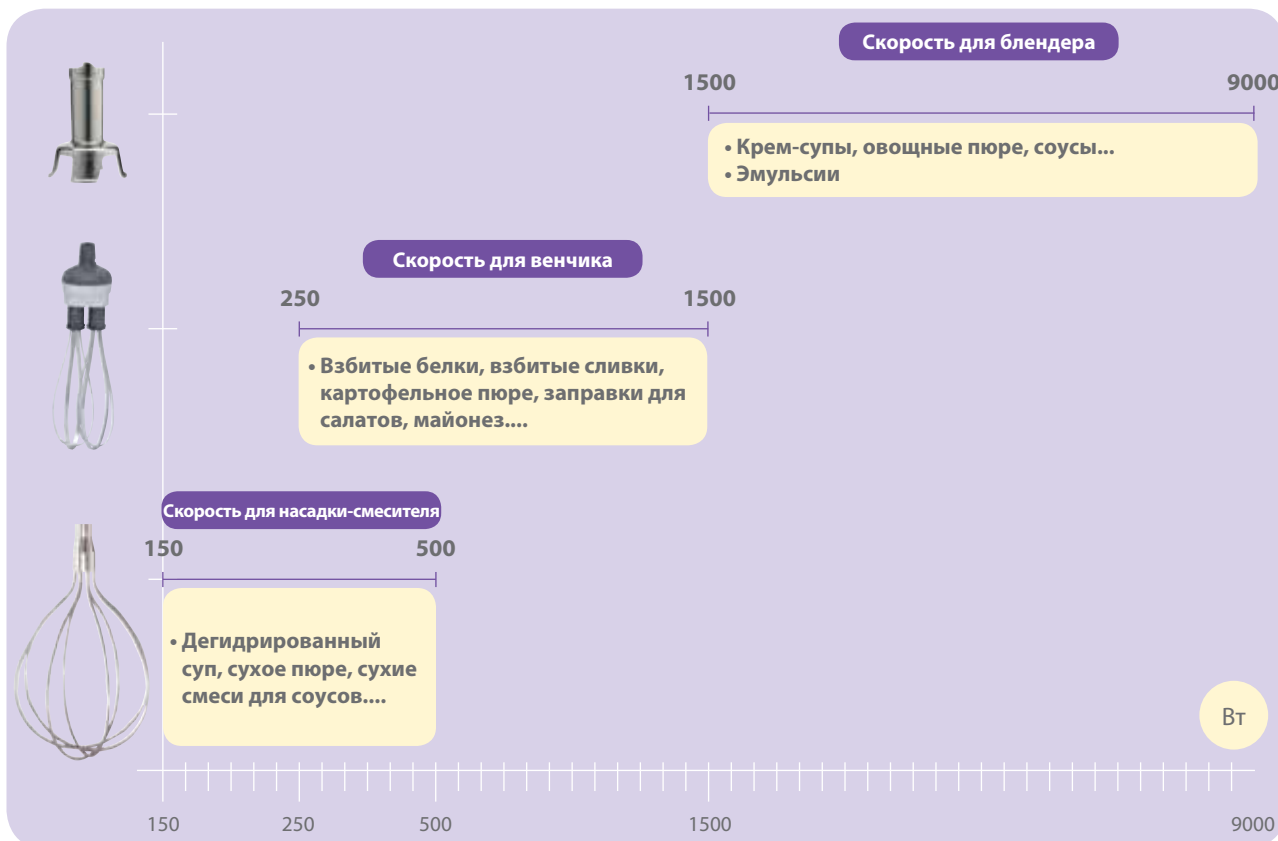 Скорость для блендера
1500 9000
• Крем-супы, овощные пюре, соусы...
• Эмульсии
Скорость для венчика
250 1500
• Взбитые белки, взбитые сливки,
картофельное пюре, заправки для
салатов, майонез....
Скорость для насадки-смесителя
150 500
• Дегидрированный
суп, сухое пюре, сухие
смеси для соусов....
Вт
150 250 500 1500 9000